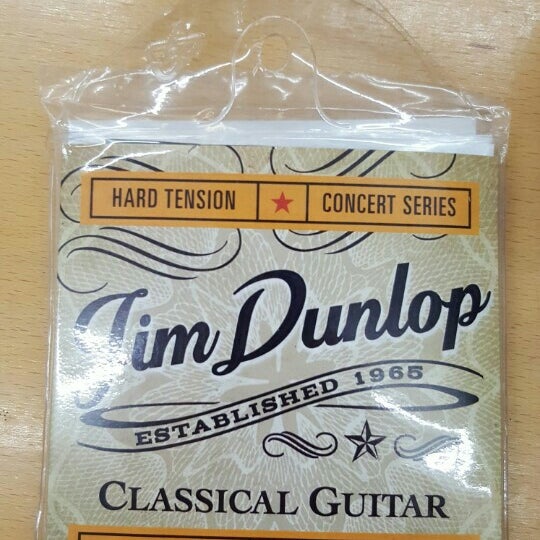 HARD TENSION ★ CONCERT SERIES
Jim Dunlop
ESTABLISHED 1965
CLASSICAL GUITAR